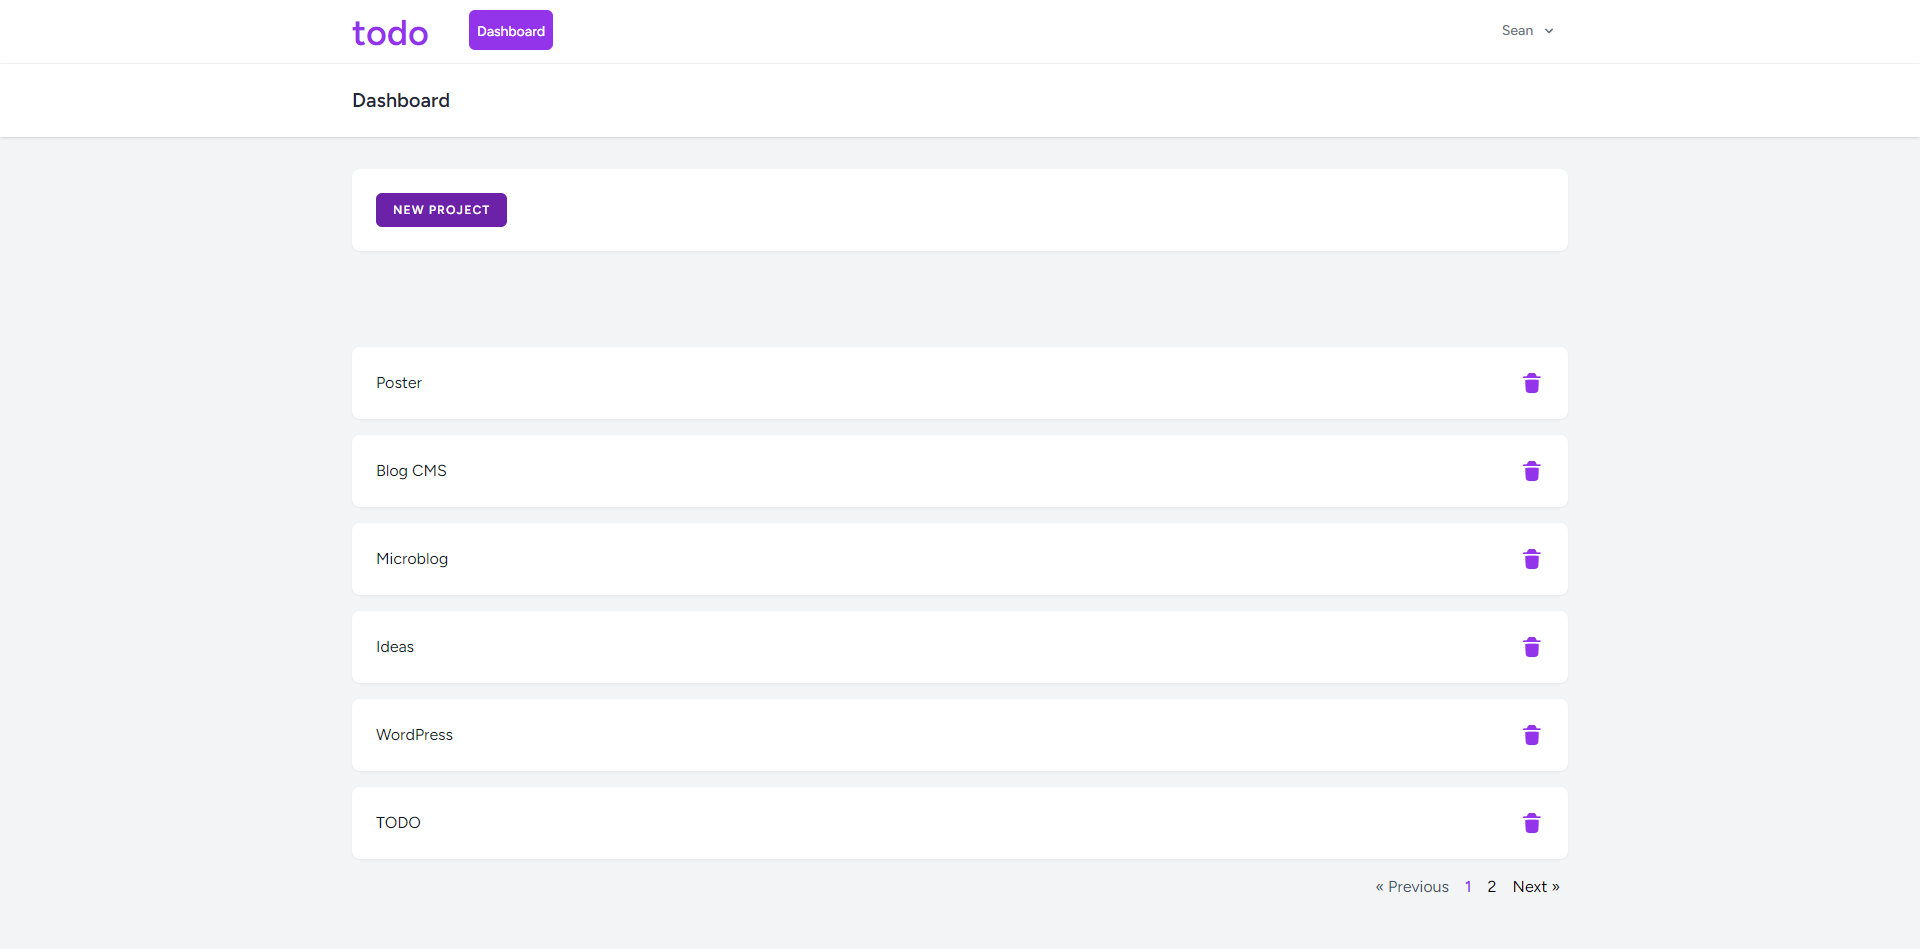 todo Dashboard Sean
Dashboard
NEW PROJECT
Poster
Blog CMS
Microblog
Ideas
WordPress
TODO
« Previous 1 2 Next »